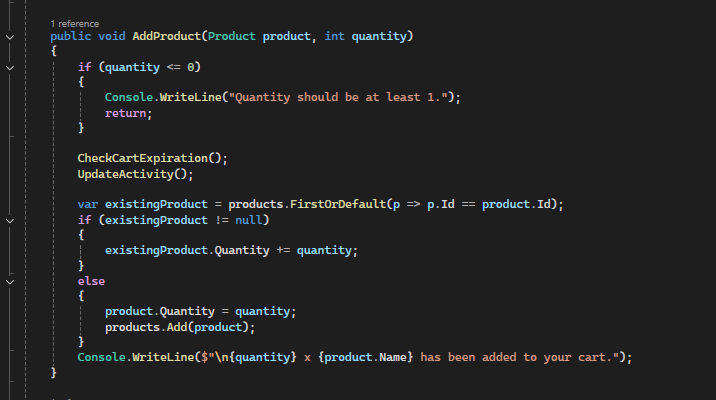 1 reference
public void AddProduct(Product product, int quantity)
{
if (quantity <= 0)
{
Console.WriteLine("Quantity should be at least 1.");
return;
}
CheckCartExpiration();
UpdateActivity();
var existingProduct = products.FirstOrDefault(p => p.Id == product.Id);
if (existingProduct != null)
{
existingProduct.Quantity += quantity;
}
else
{
product.Quantity = quantity;
products.Add(product);
}
Console.WriteLine($"\n{quantity} x {product.Name} has been added to your cart.");
}